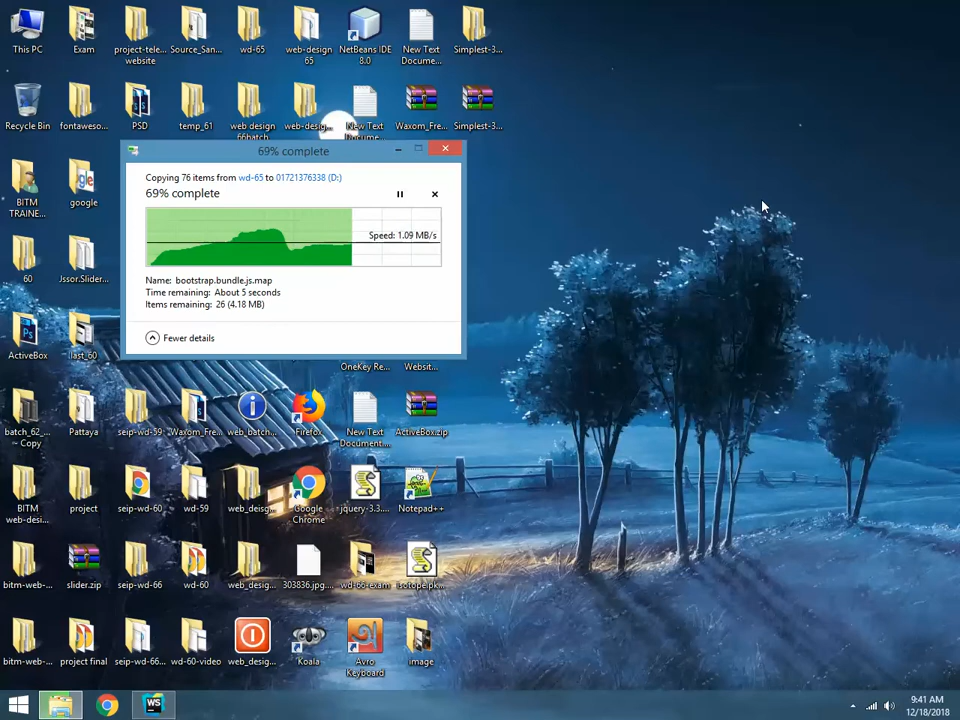 This PC
Exam
project-tele...
website
Source_San...
wd-65
web-design
65
NetBeans IDE
8.0
New Text
Docume...
Simplest-3...
Recycle Bin
fontaweso...
PSD
temp_61
web design
66batch
web-desig...
New Text
Docume...
Waxom_Fre...
Simplest-3...
69% complete
Copying 76 items from wd-65 to 01721376338 (D:)
69% complete
Speed: 1.09 MB/s
Name: bootstrap.bundle.js.map
Time remaining: About 5 seconds
Items remaining: 26 (4.18 MB)
Fewer details
BITM
TRAINE...
google
60
Jssor.Slider...
ActiveBox
llast_60
OneKey Re...
Websit...
batch_62_...
– Copy
Pattaya
seip-wd-59
Waxom_Fre...
web_batch...
Firefox
New Text
Document...
ActiveBox.zip
BITM
web-desi...
project
seip-wd-60
wd-59
web_deisg...
Google
Chrome
jquery-3.3....
Notepad++
bitm-web-...
slider.zip
seip-wd-66
wd-60
web_desig...
303836.jpg....
wd-66-exam
isotope.pk...
bitm-web-...
project final
seip-wd-66...
wd-60-video
web_desig...
Koala
Avro
Keyboard
image
WS
9:41 AM
12/18/2018